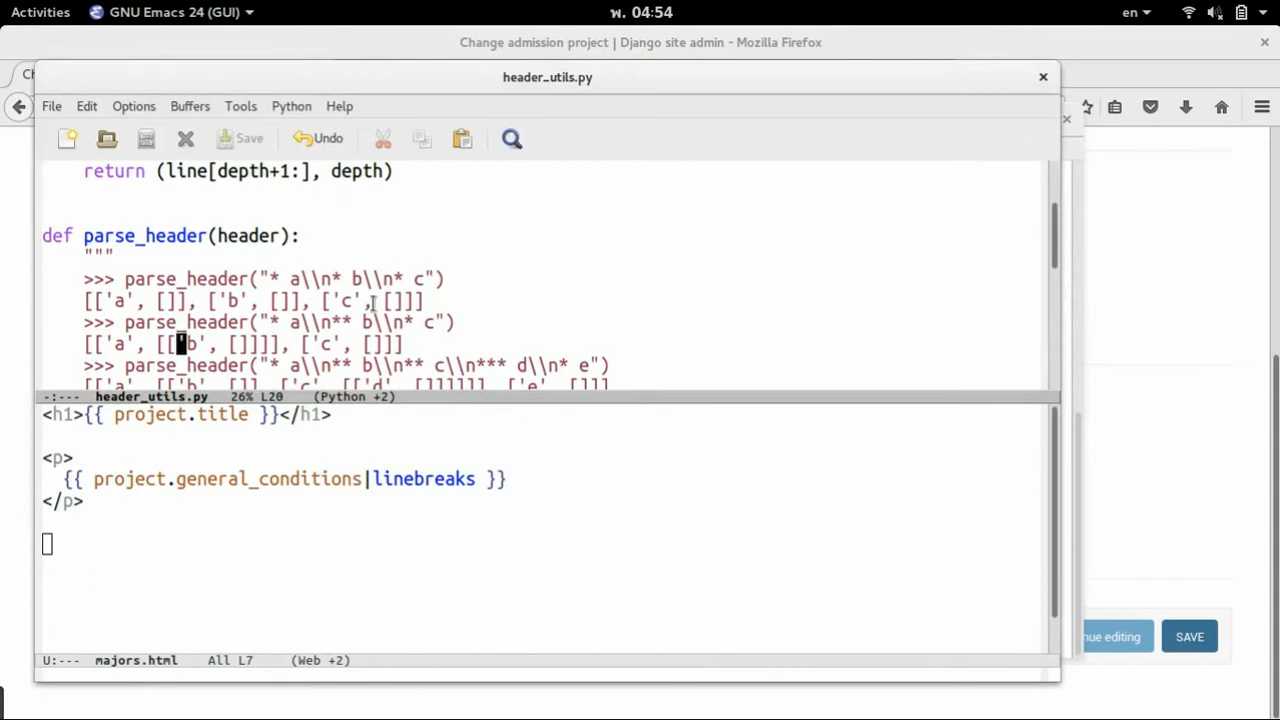 Activities GNU Emacs 24 (GUI) พ. 04:54 en
Change admission project | Django site admin - Mozilla Firefox
Ch
header_utils.py
File Edit Options Buffers Tools Python Help
Save Undo
return (line[depth+1:], depth)
def parse_header(header):
"""
>>> parse_header("* a\\n* b\\n* c")
[['a', []], ['b', []], ['c', []]]
>>> parse_header("* a\\n** b\\n* c")
[['a', [['b', []]]], ['c', []]]
>>> parse_header("* a\\n** b\\n** c\\n*** d\\n* e")
[['a', [['b', []], ['c', [['d', []]]]]], ['e', []]]
-:--- header_utils.py 26% L20 (Python +2)
<h1>{{ project.title }}</h1>
<p>
{{ project.general_conditions|linebreaks }}
</p>
nue editing SAVE
U:--- majors.html All L7 (Web +2)